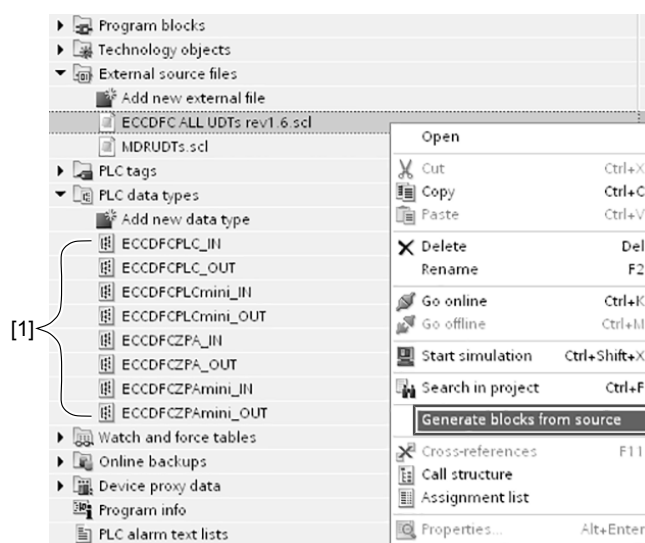 Program blocks
Technology objects
External source files
Add new external file
ECCDFC ALL UDTs rev1.6.scl
MDRUDTs.scl
PLC tags
PLC data types
Add new data type
ECCDFCPLC_IN
ECCDFCPLC_OUT
ECCDFCPLCmini_IN
ECCDFCPLCmini_OUT
ECCDFCZPA_IN
ECCDFCZPA_OUT
ECCDFCZPAmini_IN
ECCDFCZPAmini_OUT
Watch and force tables
Online backups
Device proxy data
Program info
PLC alarm text lists
[1]
Open
Cut Ctrl+X
Copy Ctrl+C
Paste Ctrl+V
Delete Del
Rename F2
Go online Ctrl+K
Go offline Ctrl+M
Start simulation Ctrl+Shift+X
Search in project Ctrl+F
Generate blocks from source
Cross-references F11
Call structure
Assignment list
Properties... Alt+Enter